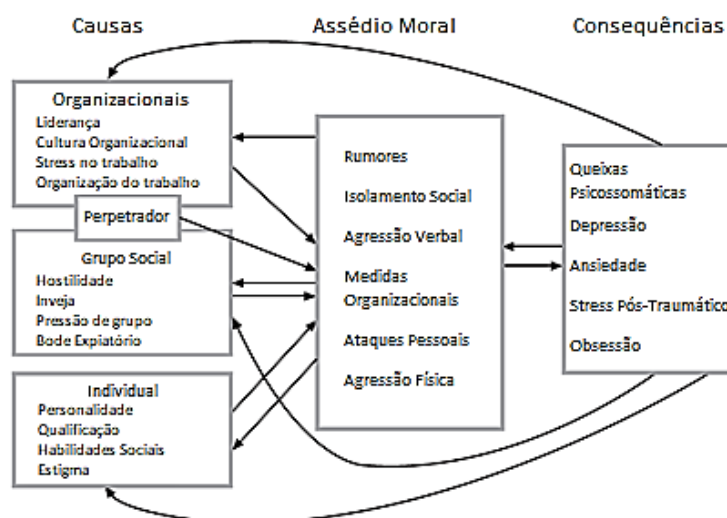 Causas
Assédio Moral
Consequências
Organizacionais
Liderança
Cultura Organizacional
Stress no trabalho
Organização do trabalho
Perpetrador
Grupo Social
Hostilidade
Inveja
Pressão de grupo
Bode Expiatório
Individual
Personalidade
Qualificação
Habilidades Sociais
Estigma
Rumores
Isolamento Social
Agressão Verbal
Medidas
Organizacionais
Ataques Pessoais
Agressão Física
Queixas
Psicossomáticas
Depressão
Ansiedade
Stress Pós-Traumático
Obsessão